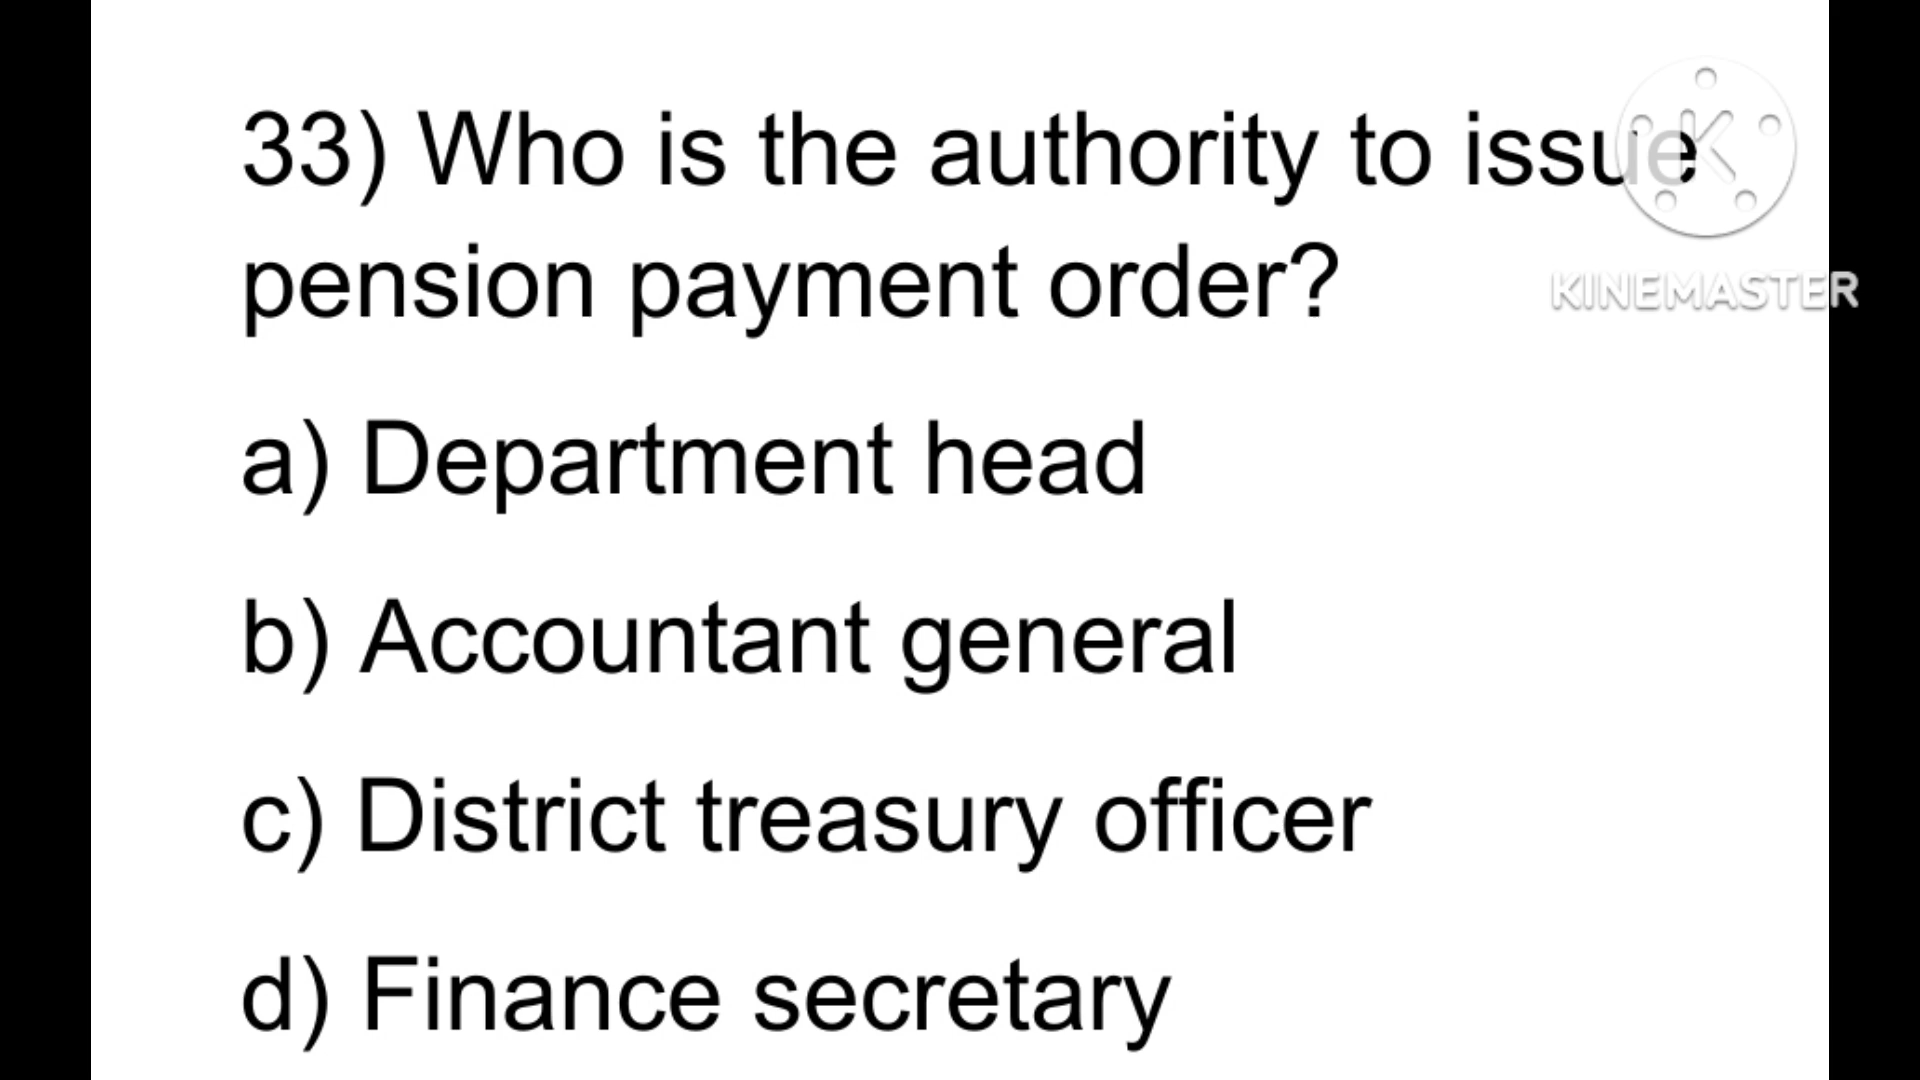 33) Who is the authority to issue
pension payment order?
KINEMASTER
a) Department head
b) Accountant general
c) District treasury officer
d) Finance secretary